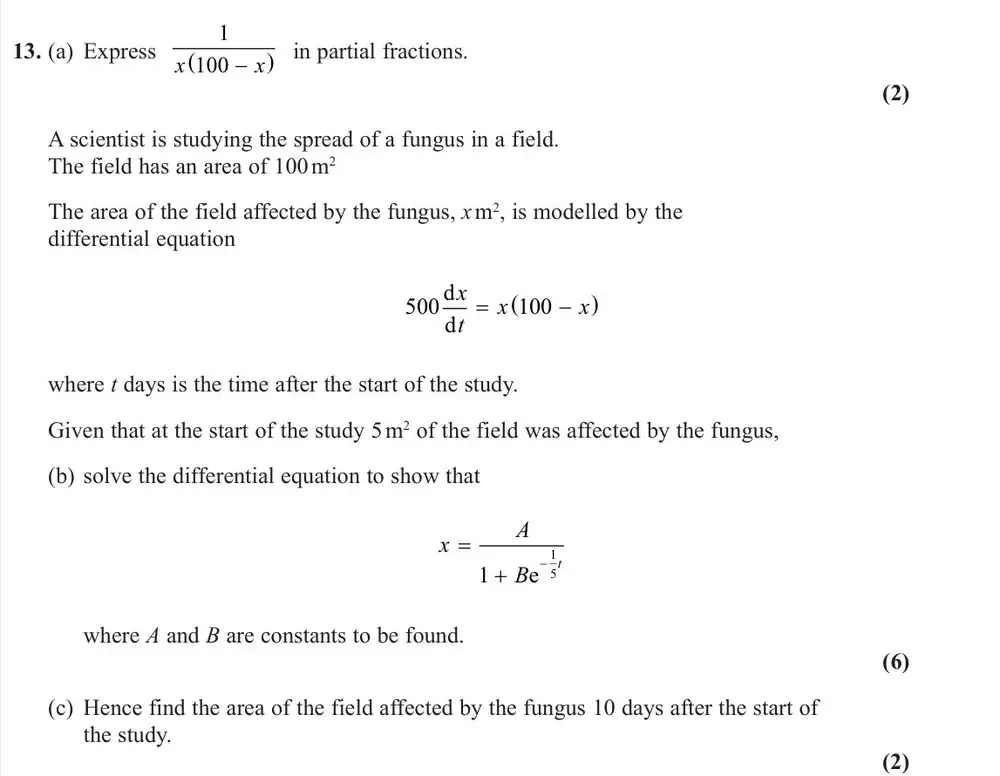 13. (a) Express 1/(x(100 – x)) in partial fractions.
(2)
A scientist is studying the spread of a fungus in a field.
The field has an area of 100 m²
The area of the field affected by the fungus, x m², is modelled by the
differential equation
500 dx/dt = x(100 – x)
where t days is the time after the start of the study.
Given that at the start of the study 5 m² of the field was affected by the fungus,
(b) solve the differential equation to show that
x = A/(1 + Be^(–(1/5)t))
where A and B are constants to be found.
(6)
(c) Hence find the area of the field affected by the fungus 10 days after the start of
the study.
(2)